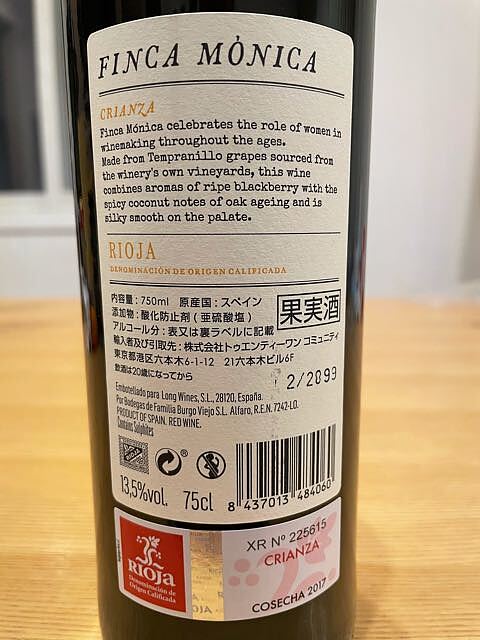 FINCA MÓNICA
CRIANZA
Finca Mónica celebrates the role of women in
winemaking throughout the ages.
Made from Tempranillo grapes sourced from
the winery's own vineyards, this wine
combines aromas of ripe blackberry with the
spicy coconut notes of oak ageing and is
silky smooth on the palate.
RIOJA
DENOMINACIÓN DE ORIGEN CALIFICADA
内容量:750ml 原産国:スペイン
添加物:酸化防止剤(亜硫酸塩)
果実酒
アルコール分:表又は裏ラベルに記載
輸入者及び引取先:株式会社トゥエンティーワン コミュニティ
東京都港区六本木6-1-12 21六本木ビル6F
飲酒は20歳になってから
2/2099
Embotellado para Long Wines, S.L., 28120, España.
Por Bodegas de Familia Burgo Viejo S.L. Alfaro, R.E.N. 7247-LO.
PRODUCT OF SPAIN. RED WINE.
Contains Sulphites
13,5%vol. 75cl
8 437013 484060
RIOJA
Denominación de
Origen Calificada
RIOJA
XR Nº 225615
CRIANZA
COSECHA 2017